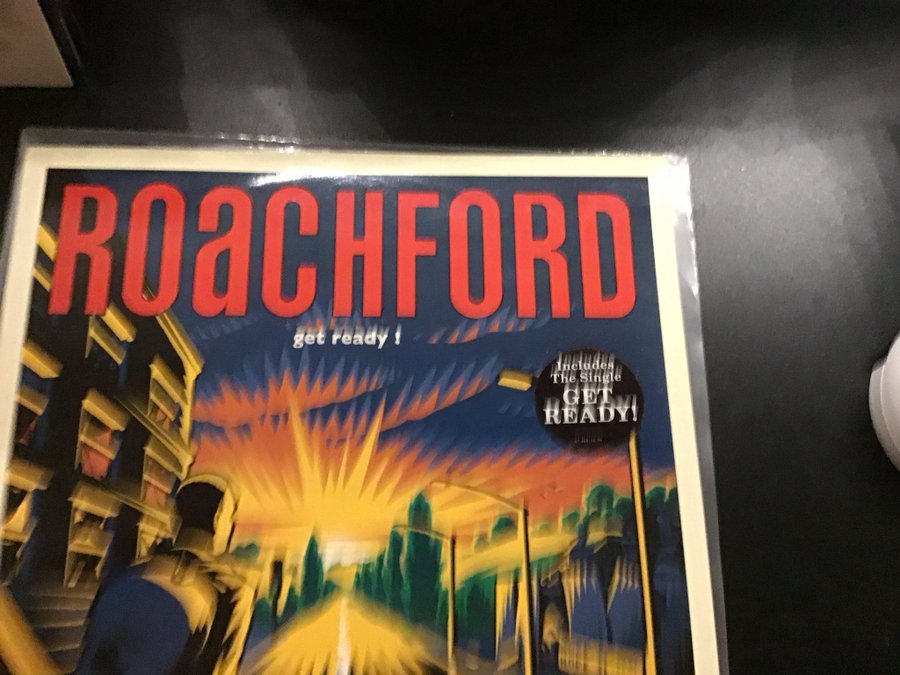 ROaCHFORD
get ready !
Includes
The Single
GET
READY!